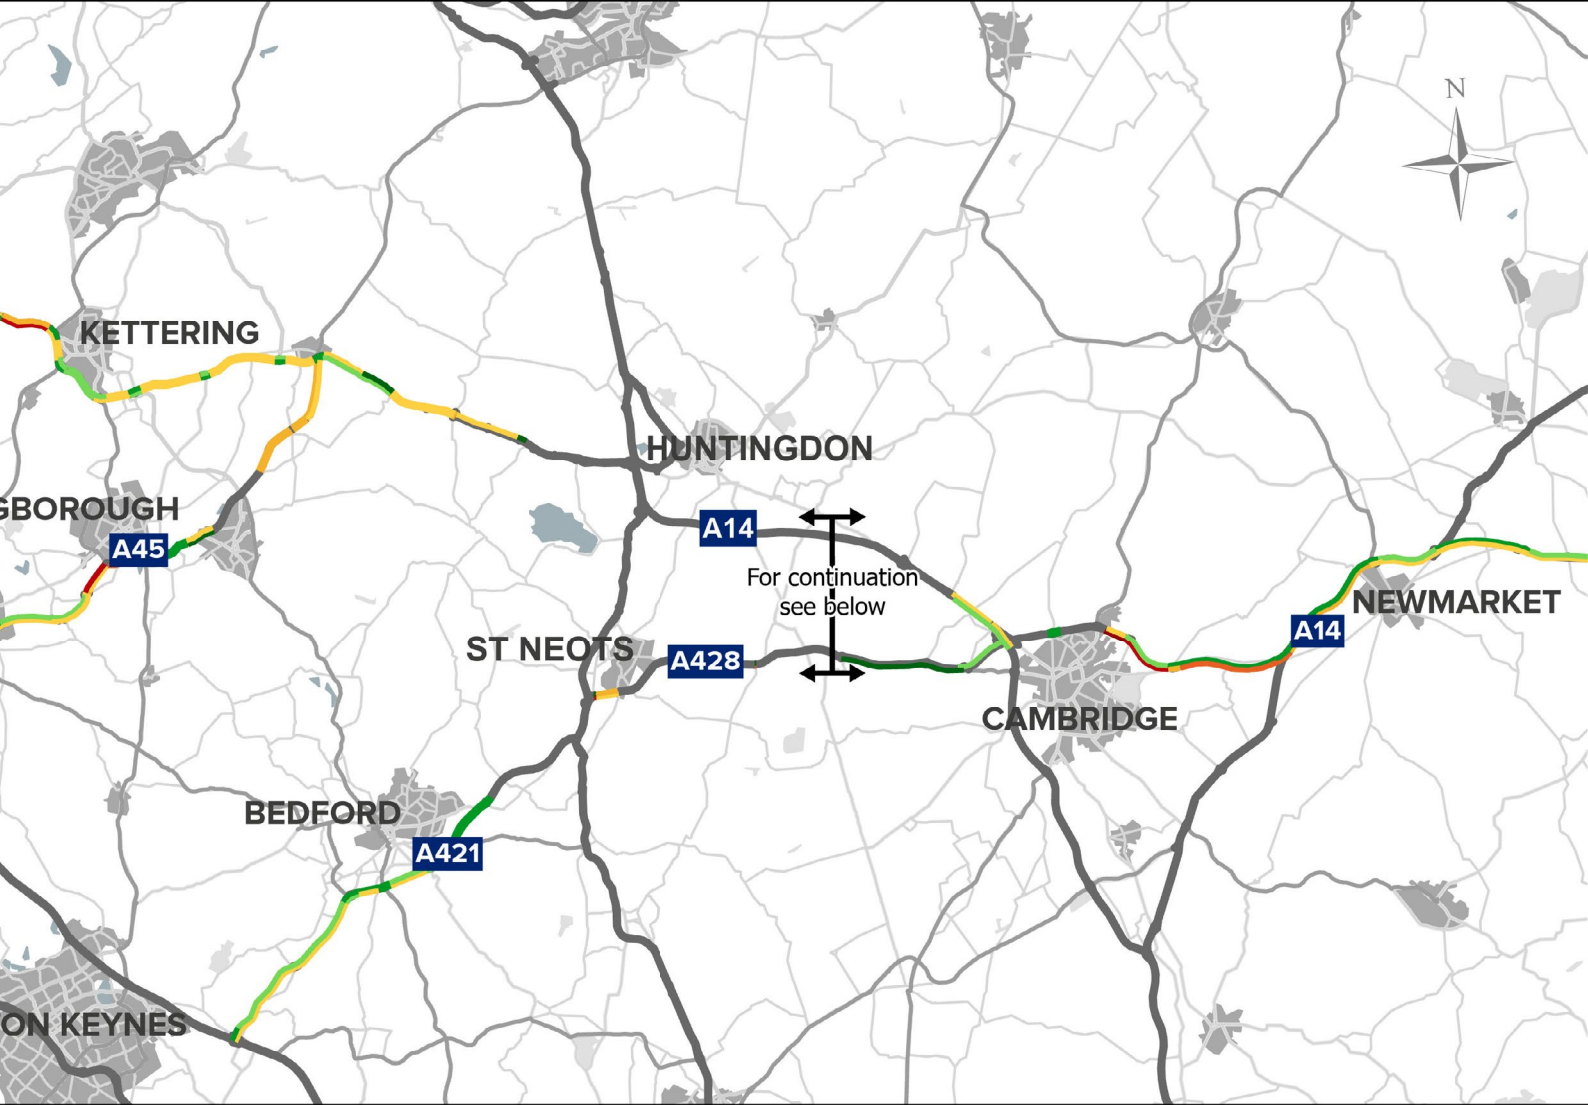 N
KETTERING
HUNTINGDON
GBOROUGH
A14
A45
For continuation
see below
NEWMARKET
A14
ST NEOTS
A428
CAMBRIDGE
BEDFORD
A421
ON KEYNES